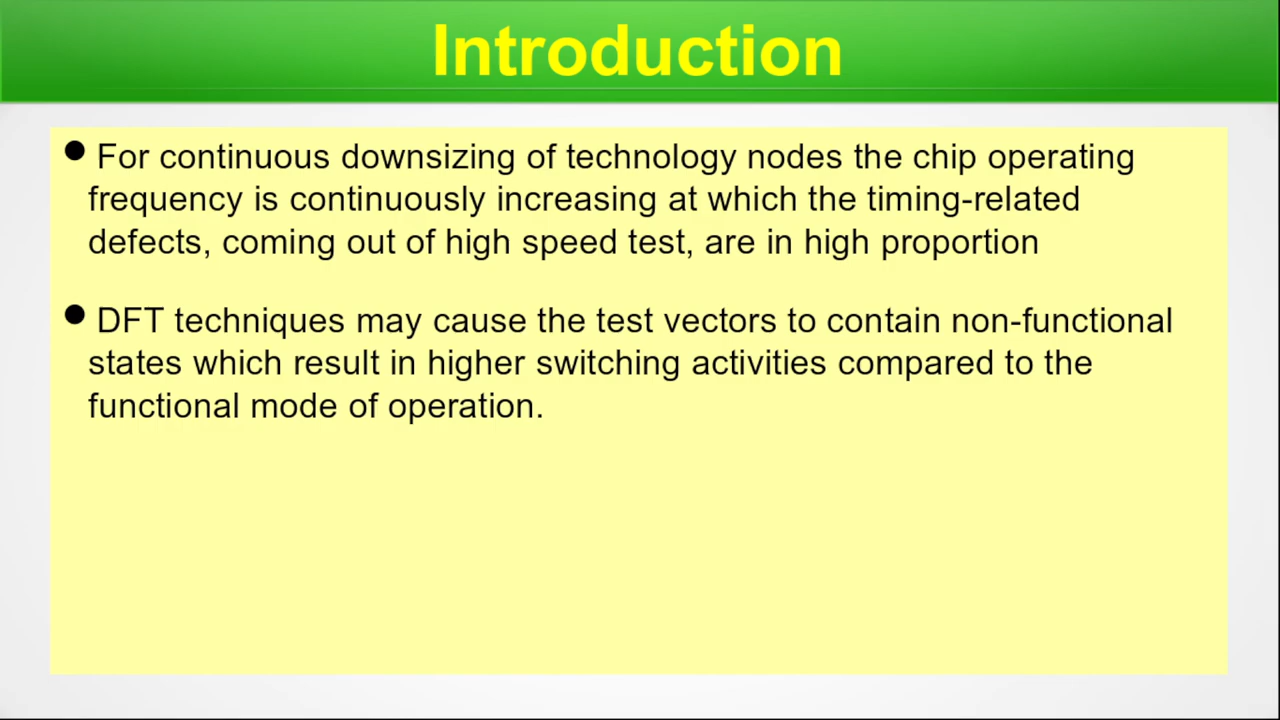 Introduction
● For continuous downsizing of technology nodes the chip operating
frequency is continuously increasing at which the timing-related
defects, coming out of high speed test, are in high proportion
● DFT techniques may cause the test vectors to contain non-functional
states which result in higher switching activities compared to the
functional mode of operation.